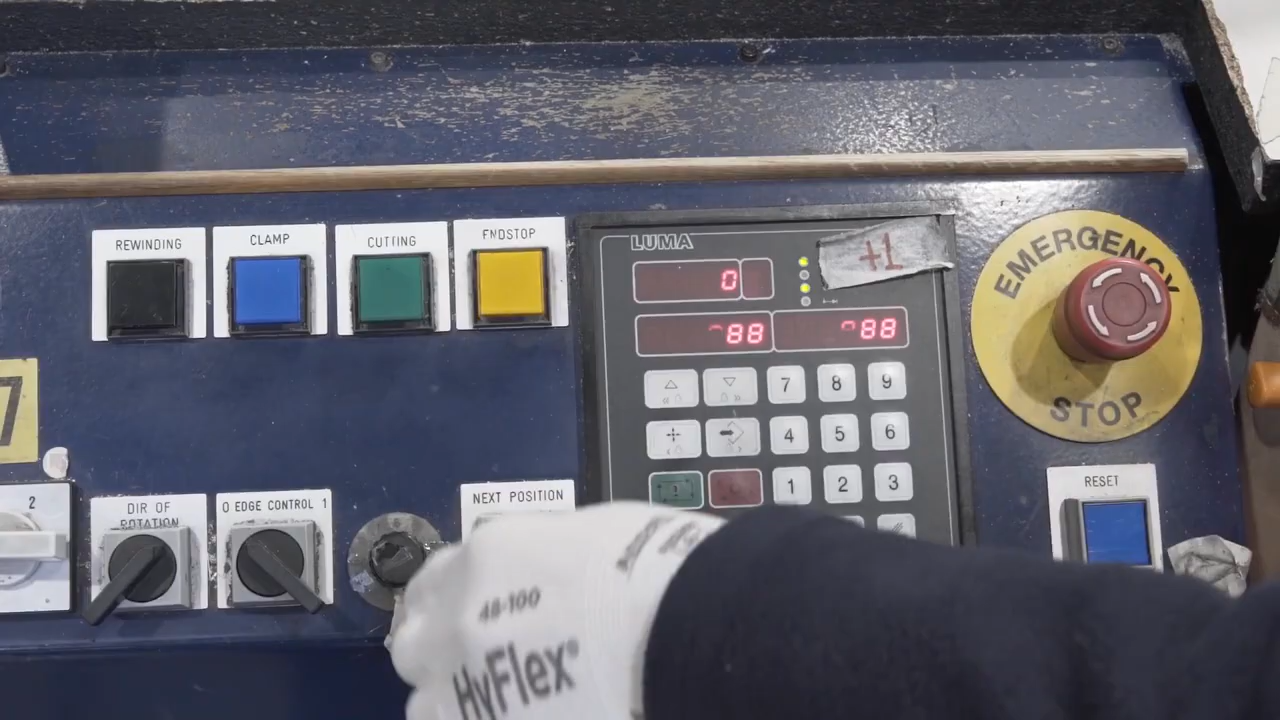 REWINDING
CLAMP
CUTTING
ENDSTOP
LUMA
+1
0
88
88
7 8 9
4 5 6
1 2 3
EMERGENCY
STOP
RESET
7
2
DIR OF
ROTATION
0 EDGE CONTROL 1
NEXT POSITION
48-100
HyFlex®